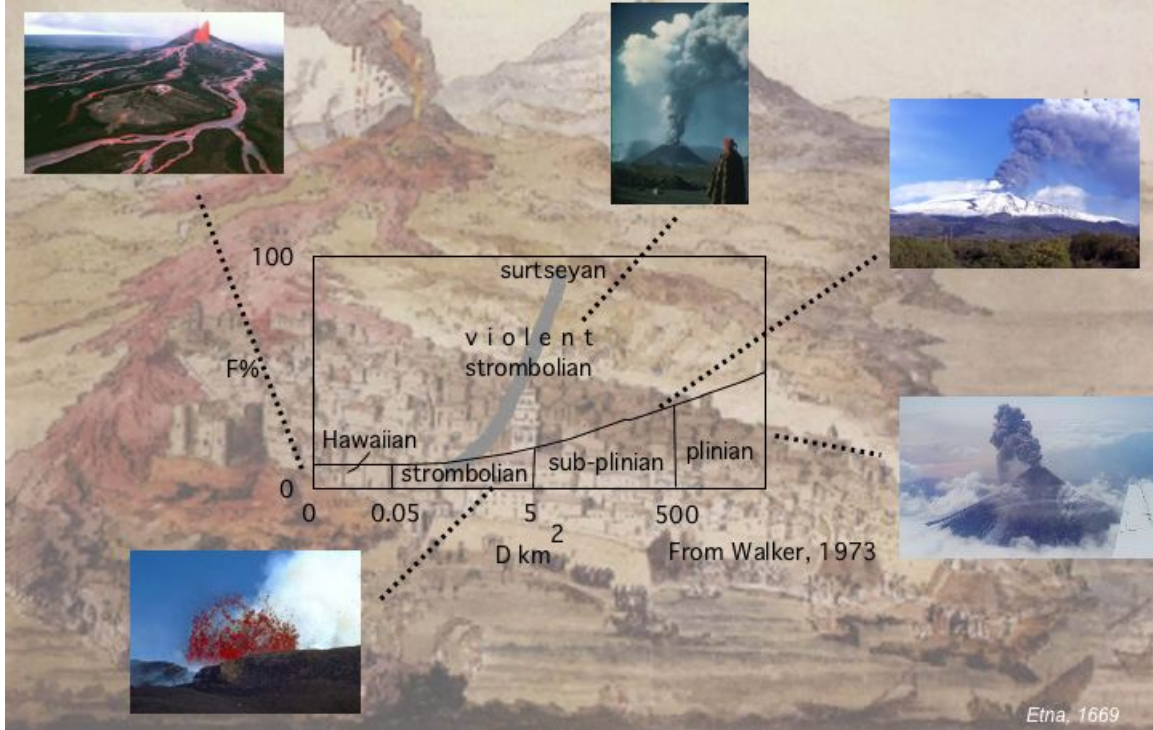 100
surtseyan
v i o l e n t
strombolian
F%
Hawaiian
strombolian
sub-plinian
plinian
0
0
0.05
5
500
D km 2
From Walker, 1973
Etna, 1669